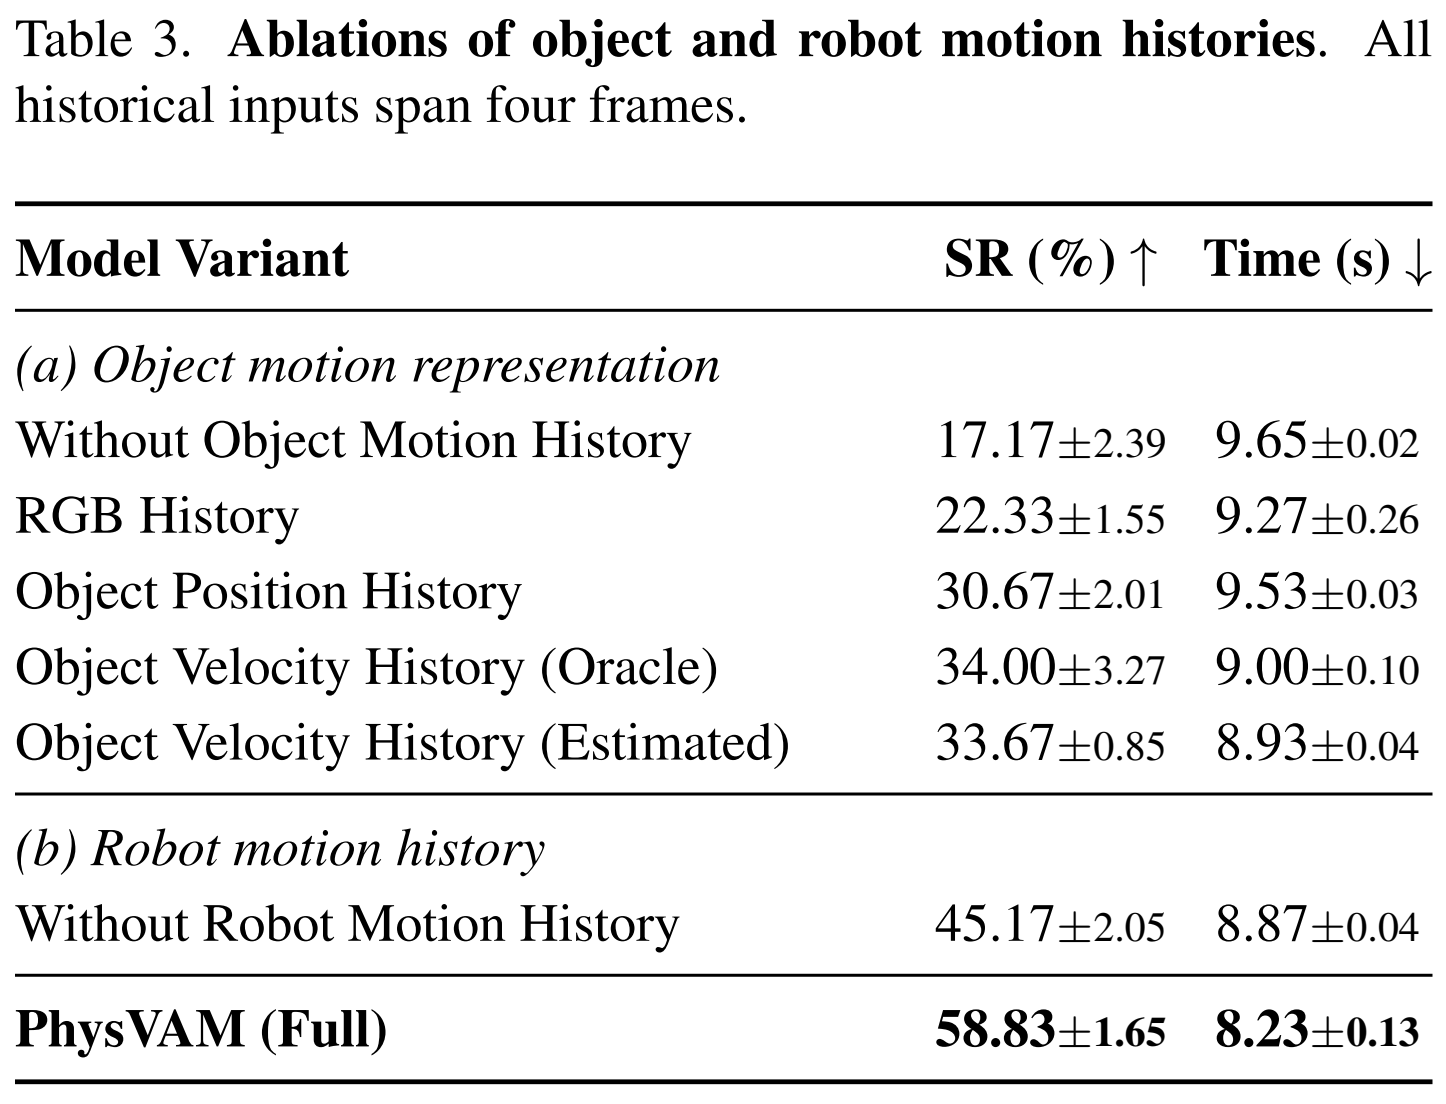 Table 3. Ablations of object and robot motion histories. All
historical inputs span four frames.
Model Variant SR (%) ↑ Time (s) ↓
(a) Object motion representation
Without Object Motion History 17.17±2.39 9.65±0.02
RGB History 22.33±1.55 9.27±0.26
Object Position History 30.67±2.01 9.53±0.03
Object Velocity History (Oracle) 34.00±3.27 9.00±0.10
Object Velocity History (Estimated) 33.67±0.85 8.93±0.04
(b) Robot motion history
Without Robot Motion History 45.17±2.05 8.87±0.04
PhysVAM (Full) 58.83±1.65 8.23±0.13